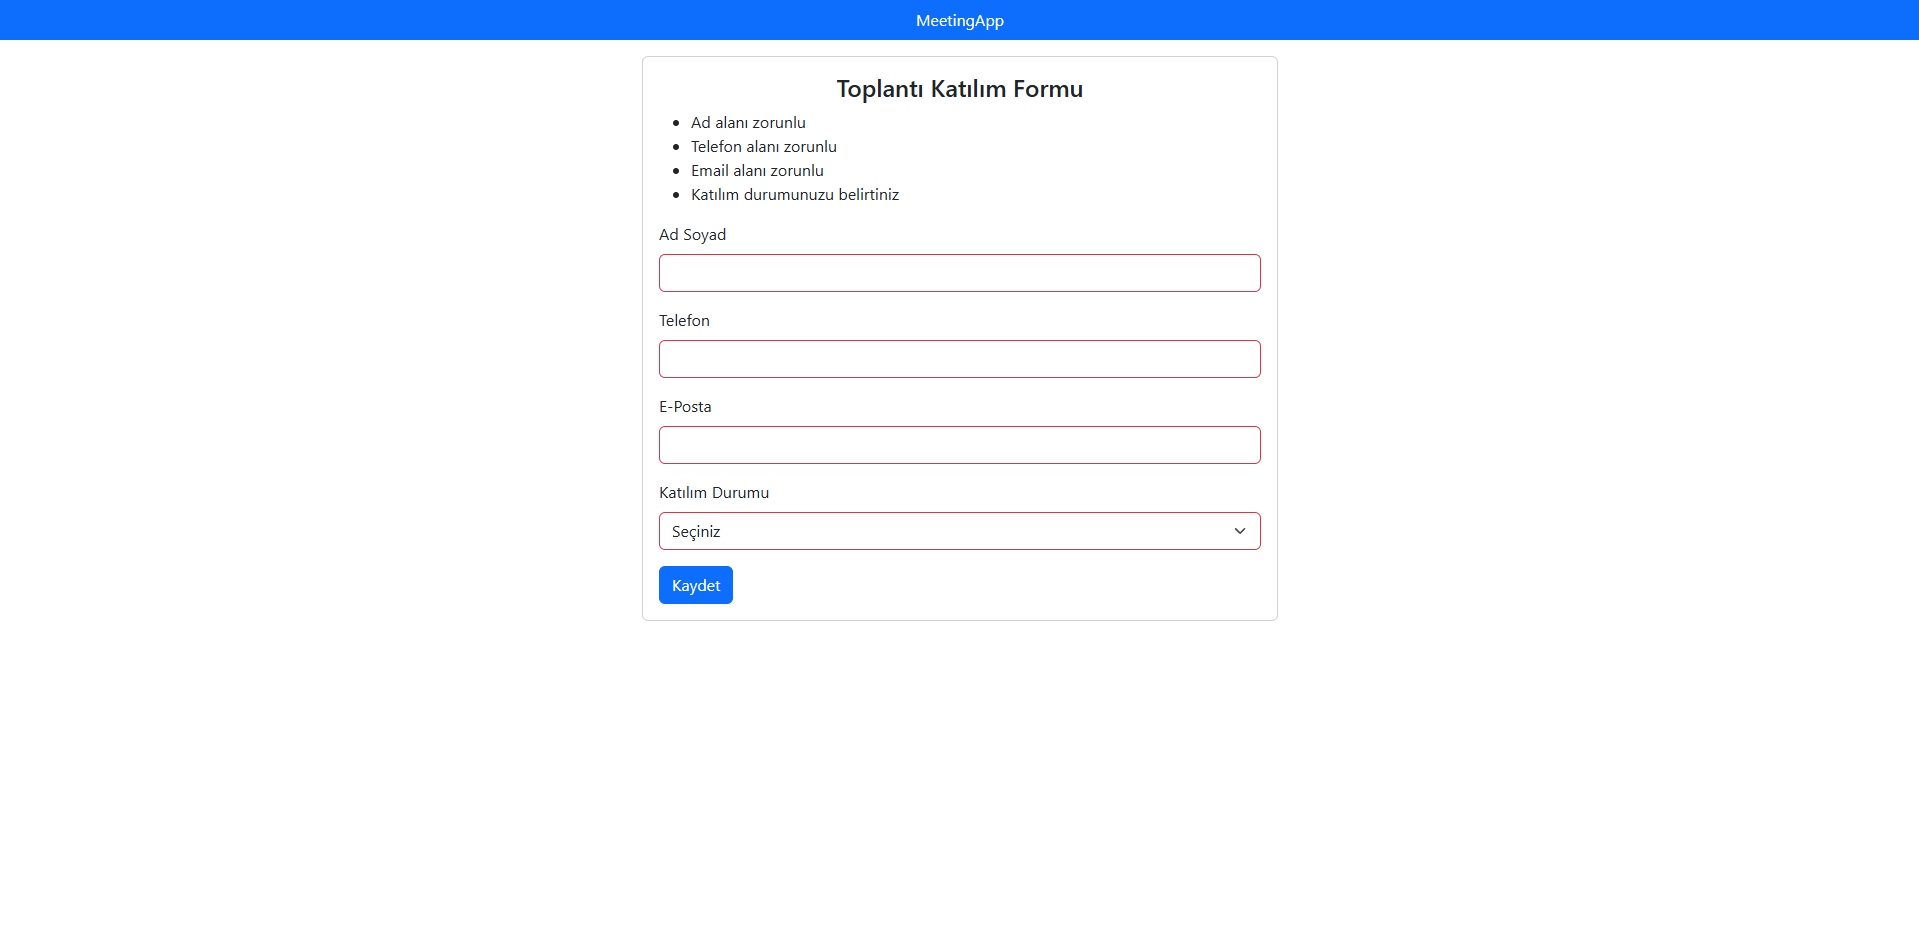 MeetingApp
Toplantı Katılım Formu
Ad alanı zorunlu
Telefon alanı zorunlu
Email alanı zorunlu
Katılım durumunuzu belirtiniz
Ad Soyad
Telefon
E-Posta
Katılım Durumu
Seçiniz
Kaydet